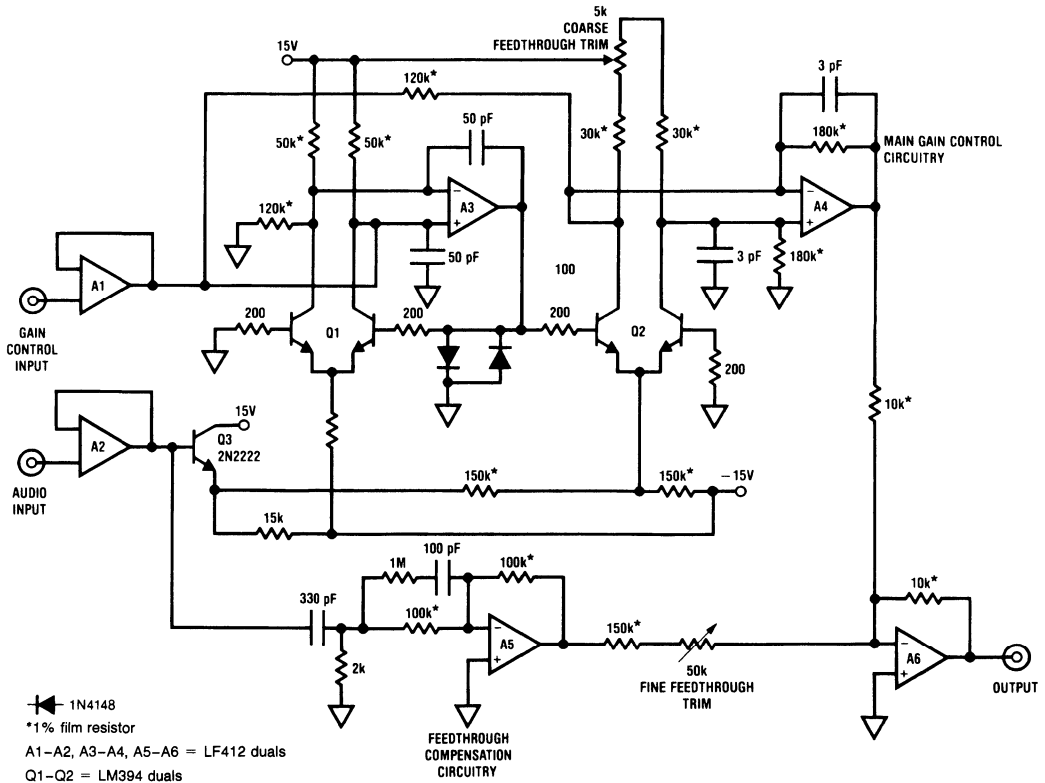 5k
COARSE
FEEDTHROUGH TRIM
15V
120k*
3 pF
50k*
50k*
50 pF
30k*
30k*
180k*
MAIN GAIN CONTROL
CIRCUITRY
120k*
A3
−
+
A4
−
+
50 pF
3 pF
180k*
A1
100
GAIN
CONTROL
INPUT
200
Q1
200
200
Q2
200
10k*
A2
15V
Q3
2N2222
AUDIO
INPUT
150k*
150k*
−15V
15k
100 pF
1M
100k*
330 pF
100k*
10k*
2k
A5
−
+
150k*
50k
FINE FEEDTHROUGH
TRIM
A6
−
+
OUTPUT
1N4148
*1% film resistor
A1–A2, A3–A4, A5–A6 = LF412 duals
Q1–Q2 = LM394 duals
FEEDTHROUGH
COMPENSATION
CIRCUITRY